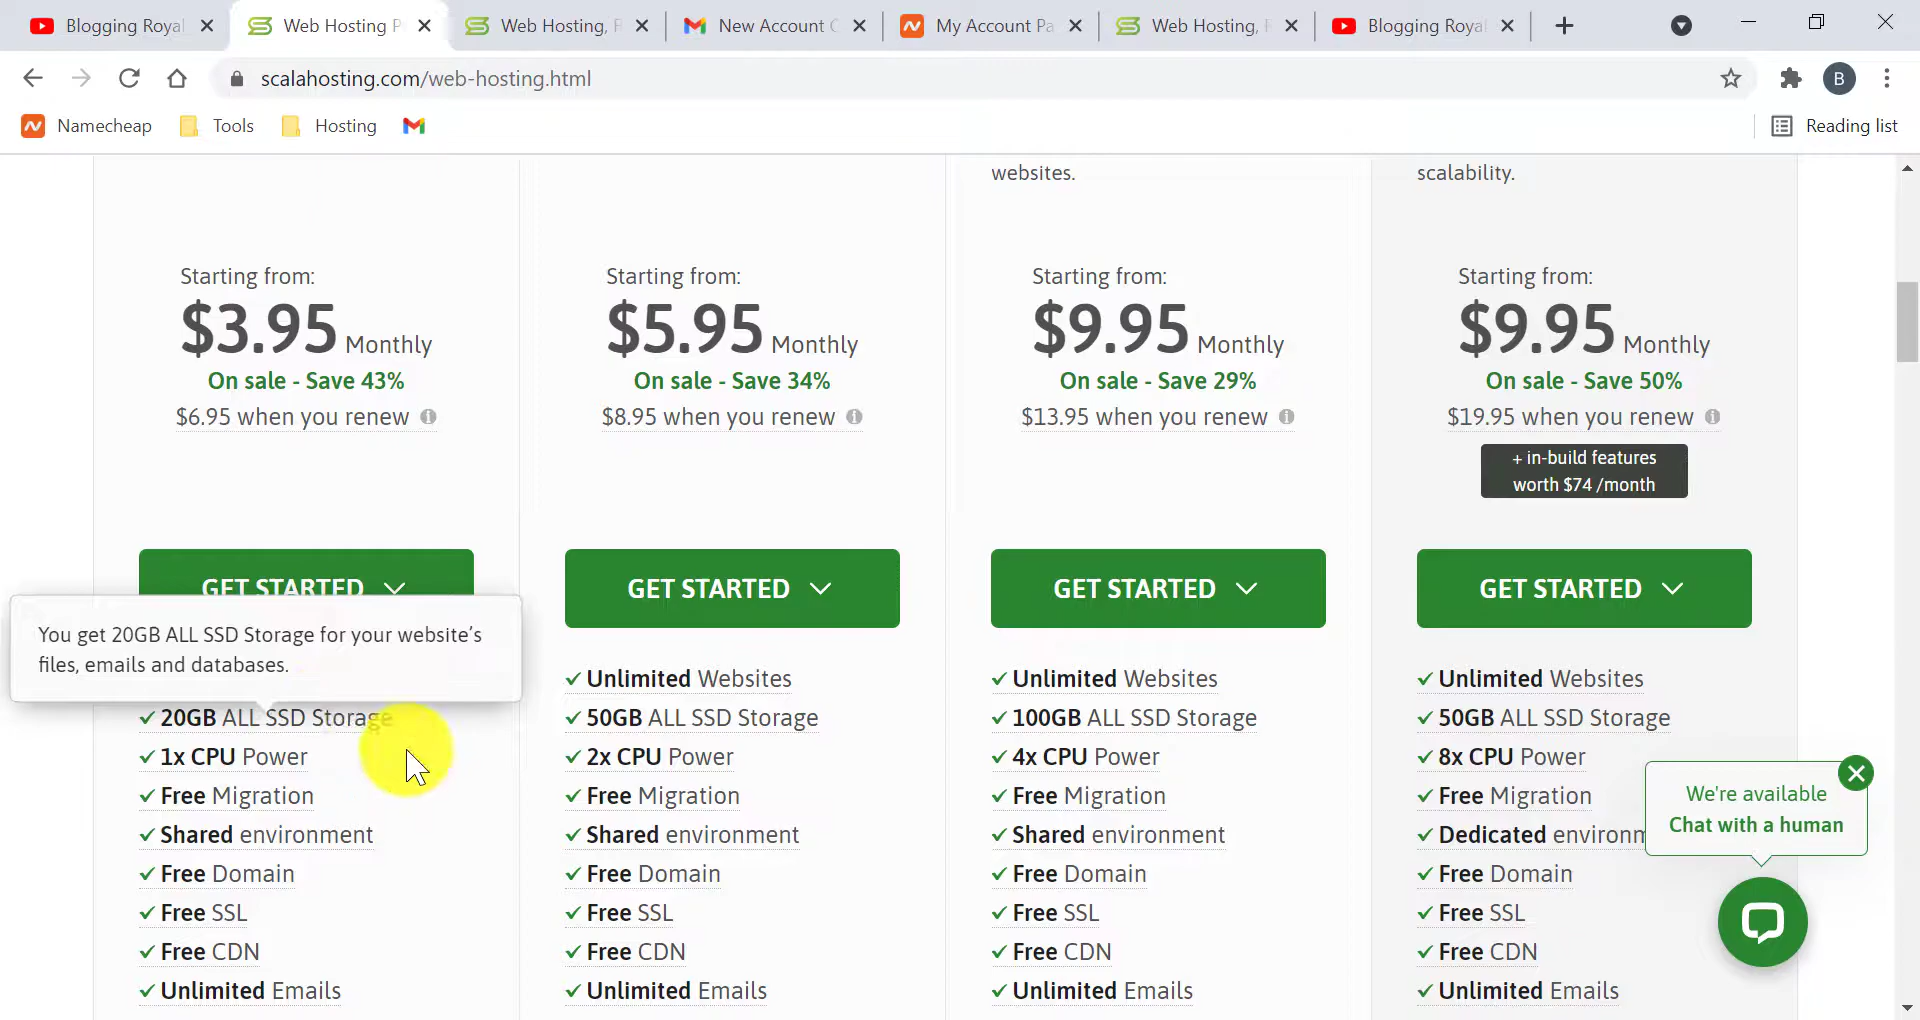 Blogging Royal
Web Hosting P
Web Hosting, F
New Account C
My Account Pa
Web Hosting, F
Blogging Royal
scalahosting.com/web-hosting.html
B
Namecheap
Tools
Hosting
Reading list
websites.
scalability.
Starting from:
$3.95 Monthly
On sale - Save 43%
$6.95 when you renew
GET STARTED
You get 20GB ALL SSD Storage for your website's
files, emails and databases.
20GB ALL SSD Storage
1x CPU Power
Free Migration
Shared environment
Free Domain
Free SSL
Free CDN
Unlimited Emails
Starting from:
$5.95 Monthly
On sale - Save 34%
$8.95 when you renew
GET STARTED
Unlimited Websites
50GB ALL SSD Storage
2x CPU Power
Free Migration
Shared environment
Free Domain
Free SSL
Free CDN
Unlimited Emails
Starting from:
$9.95 Monthly
On sale - Save 29%
$13.95 when you renew
GET STARTED
Unlimited Websites
100GB ALL SSD Storage
4x CPU Power
Free Migration
Shared environment
Free Domain
Free SSL
Free CDN
Unlimited Emails
Starting from:
$9.95 Monthly
On sale - Save 50%
$19.95 when you renew
+ in-build features
worth $74 /month
GET STARTED
Unlimited Websites
50GB ALL SSD Storage
8x CPU Power
Free Migration
Dedicated environm
Free Domain
Free SSL
Free CDN
Unlimited Emails
We're available
Chat with a human